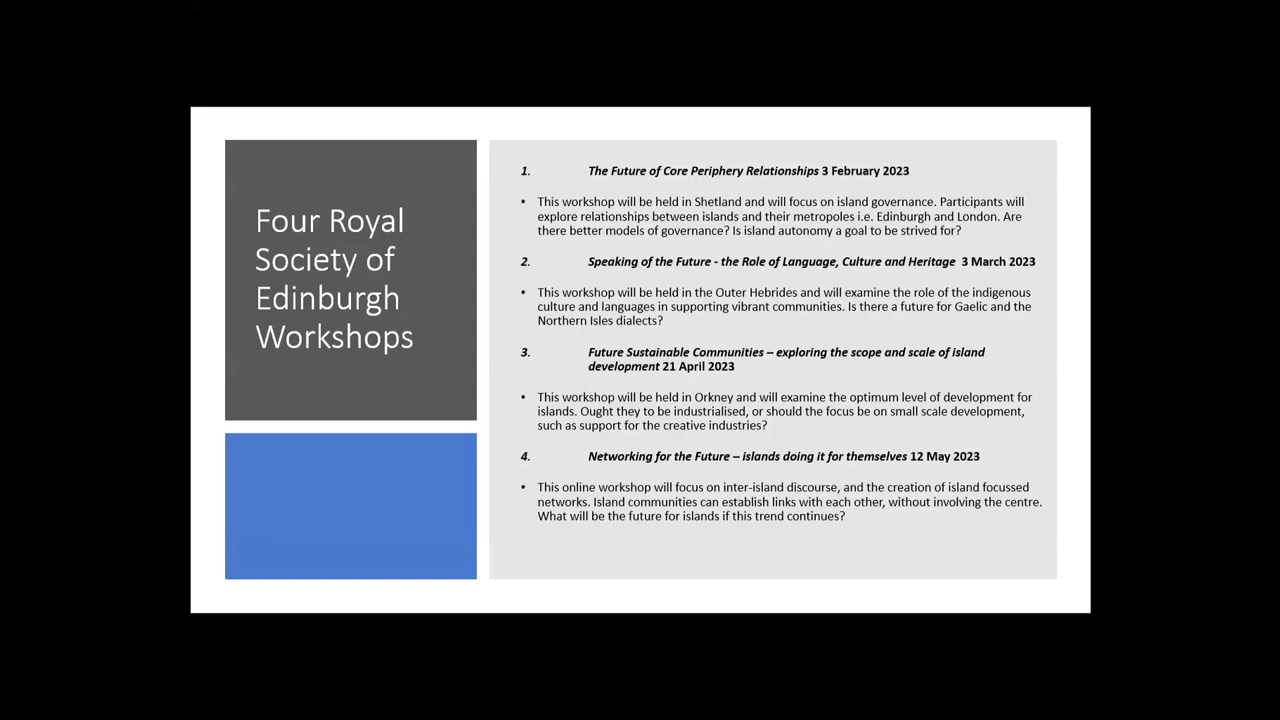 Four Royal
Society of
Edinburgh
Workshops
1. The Future of Core Periphery Relationships 3 February 2023
• This workshop will be held in Shetland and will focus on island governance. Participants will
explore relationships between islands and their metropoles i.e. Edinburgh and London. Are
there better models of governance? Is island autonomy a goal to be strived for?
2. Speaking of the Future - the Role of Language, Culture and Heritage 3 March 2023
• This workshop will be held in the Outer Hebrides and will examine the role of the indigenous
culture and languages in supporting vibrant communities. Is there a future for Gaelic and the
Northern Isles dialects?
3. Future Sustainable Communities – exploring the scope and scale of island
development 21 April 2023
• This workshop will be held in Orkney and will examine the optimum level of development for
islands. Ought they to be industrialised, or should the focus be on small scale development,
such as support for the creative industries?
4. Networking for the Future – islands doing it for themselves 12 May 2023
• This online workshop will focus on inter-island discourse, and the creation of island focussed
networks. Island communities can establish links with each other, without involving the centre.
What will be the future for islands if this trend continues?